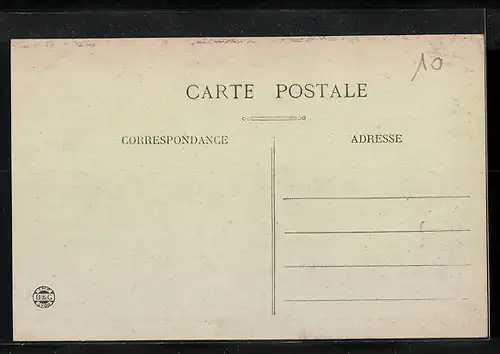 10
CARTE POSTALE
CORRESPONDANCE
ADRESSE
B&G